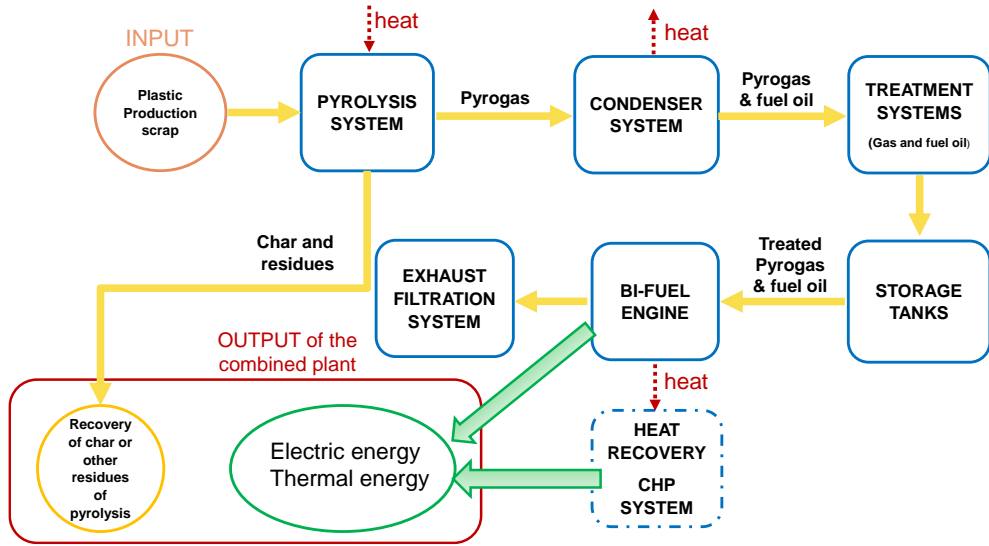 INPUT
heat
heat
Plastic
Production
scrap
PYROLYSIS
SYSTEM
Pyrogas
CONDENSER
SYSTEM
Pyrogas
& fuel oil
TREATMENT
SYSTEMS
(Gas and fuel oil)
Char and
residues
EXHAUST
FILTRATION
SYSTEM
BI-FUEL
ENGINE
Treated
Pyrogas
& fuel oil
STORAGE
TANKS
OUTPUT of the
combined plant
heat
Recovery
of char or
other
residues
of
pyrolysis
Electric energy
Thermal energy
HEAT
RECOVERY
CHP
SYSTEM